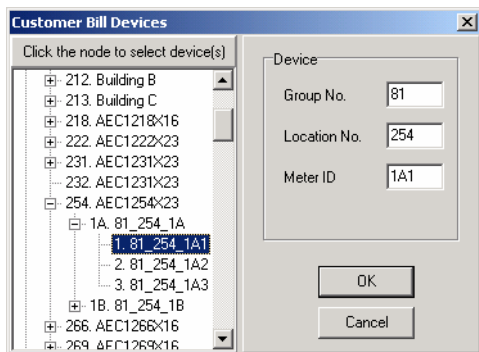 Customer Bill Devices
Click the node to select device(s)
212. Building B
213. Building C
218. AEC1218X16
222. AEC1222X23
231. AEC1231X23
232. AEC1231X23
254. AEC1254X23
1A. 81_254_1A
1. 81_254_1A1
2. 81_254_1A2
3. 81_254_1A3
1B. 81_254_1B
266. AEC1266X16
269. AEC1269X16
Device
Group No. 81
Location No. 254
Meter ID 1A1
OK
Cancel